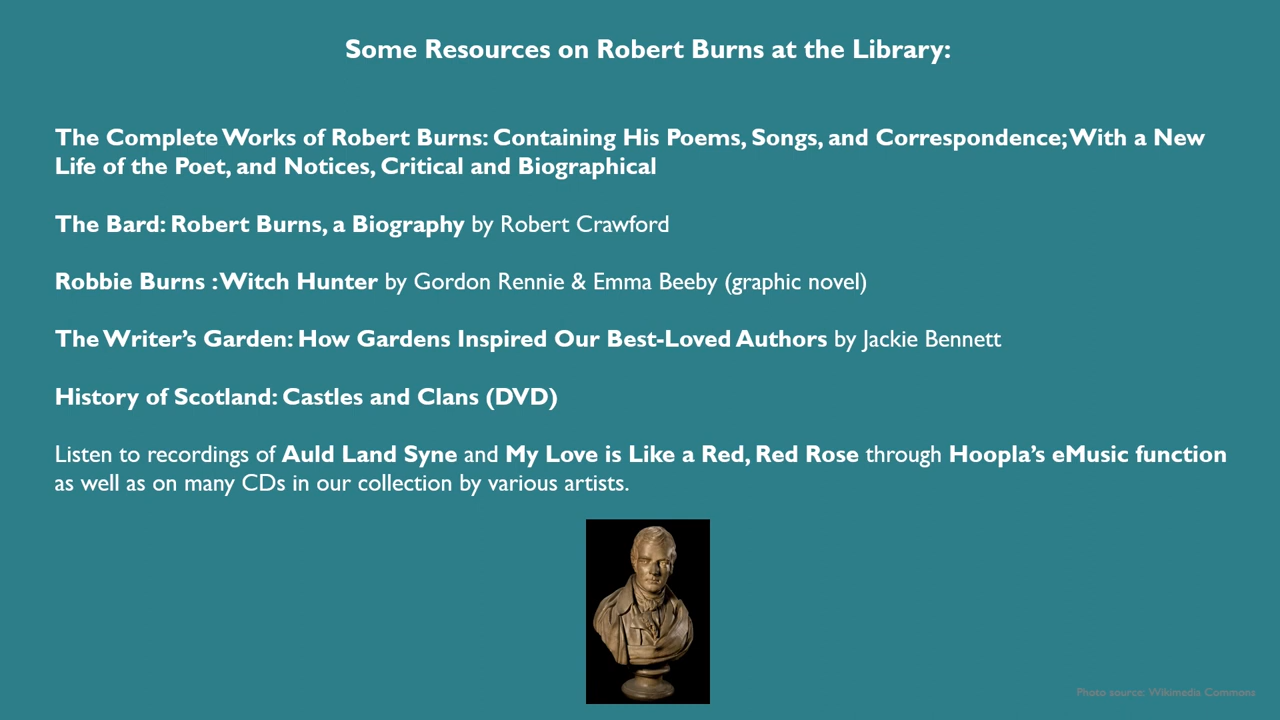 Some Resources on Robert Burns at the Library:
The Complete Works of Robert Burns: Containing His Poems, Songs, and Correspondence; With a New
Life of the Poet, and Notices, Critical and Biographical
The Bard: Robert Burns, a Biography by Robert Crawford
Robbie Burns : Witch Hunter by Gordon Rennie & Emma Beeby (graphic novel)
The Writer’s Garden: How Gardens Inspired Our Best-Loved Authors by Jackie Bennett
History of Scotland: Castles and Clans (DVD)
Listen to recordings of Auld Land Syne and My Love is Like a Red, Red Rose through Hoopla’s eMusic function
as well as on many CDs in our collection by various artists.
Photo source: Wikimedia Commons